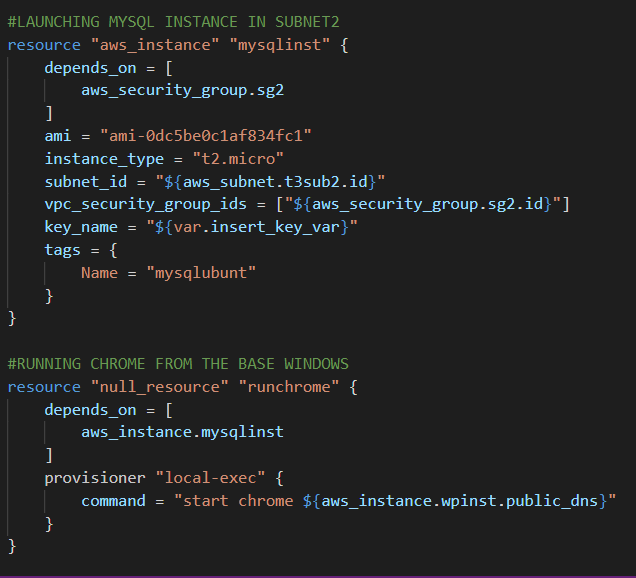 #LAUNCHING MYSQL INSTANCE IN SUBNET2
resource "aws_instance" "mysqlinst" {
    depends_on = [
        aws_security_group.sg2
    ]
    ami = "ami-0dc5be0c1af834fc1"
    instance_type = "t2.micro"
    subnet_id = "${aws_subnet.t3sub2.id}"
    vpc_security_group_ids = ["${aws_security_group.sg2.id}"]
    key_name = "${var.insert_key_var}"
    tags = {
        Name = "mysqlubunt"
    }
}

#RUNNING CHROME FROM THE BASE WINDOWS
resource "null_resource" "runchrome" {
    depends_on = [
        aws_instance.mysqlinst
    ]
    provisioner "local-exec" {
        command = "start chrome ${aws_instance.wpinst.public_dns}"
    }
}